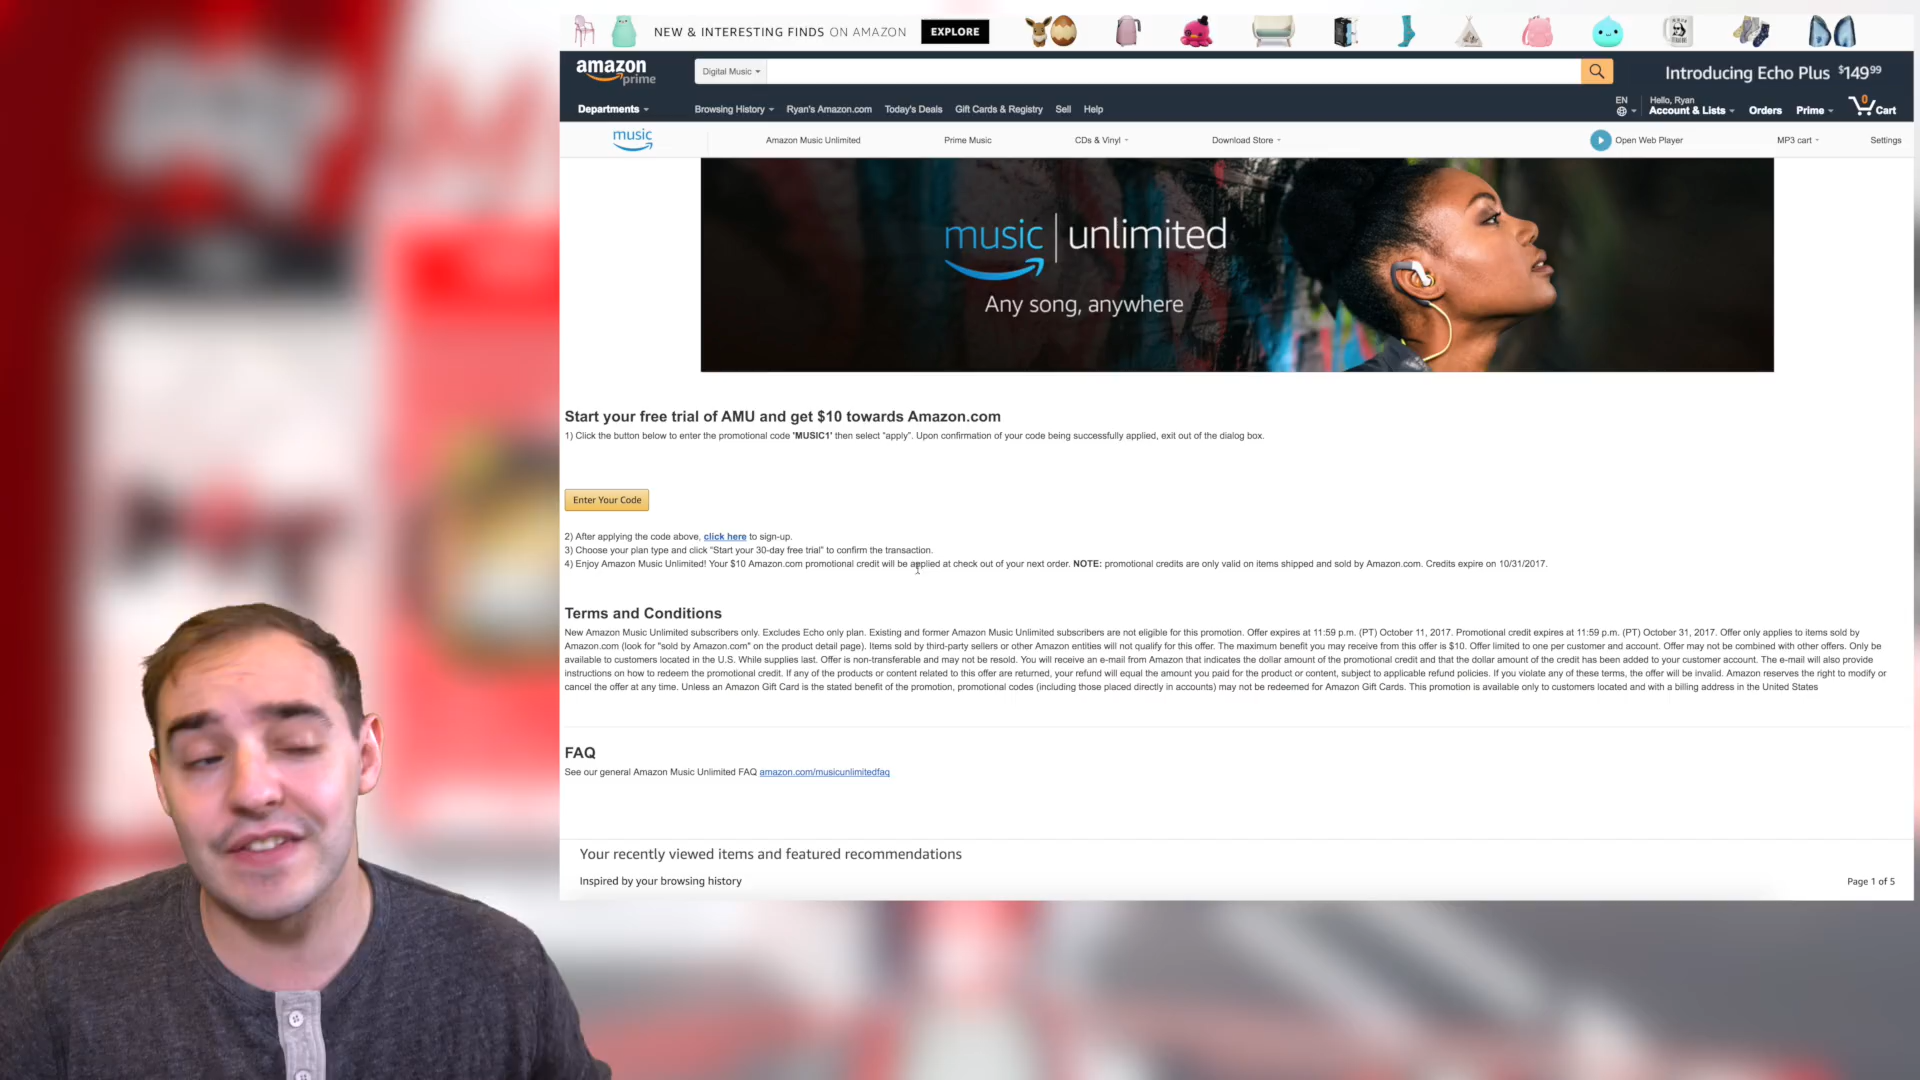 NEW & INTERESTING FINDS ON AMAZON EXPLORE
amazon prime
Digital Music
Introducing Echo Plus $149.99
Departments
Browsing History Ryan's Amazon.com Today's Deals Gift Cards & Registry Sell Help
EN
Hello, Ryan
Account & Lists Orders Prime 0 Cart
music
Amazon Music Unlimited Prime Music CDs & Vinyl Download Store Open Web Player MP3 cart Settings
music | unlimited
Any song, anywhere
Start your free trial of AMU and get $10 towards Amazon.com
1) Click the button below to enter the promotional code 'MUSIC1' then select "apply". Upon confirmation of your code being successfully applied, exit out of the dialog box.
Enter Your Code
2) After applying the code above, click here to sign-up.
3) Choose your plan type and click "Start your 30-day free trial" to confirm the transaction.
4) Enjoy Amazon Music Unlimited! Your $10 Amazon.com promotional credit will be applied at check out of your next order. NOTE: promotional credits are only valid on items shipped and sold by Amazon.com. Credits expire on 10/31/2017.
Terms and Conditions
New Amazon Music Unlimited subscribers only. Excludes Echo only plan. Existing and former Amazon Music Unlimited subscribers are not eligible for this promotion. Offer expires at 11:59 p.m. (PT) October 11, 2017. Promotional credit expires at 11:59 p.m. (PT) October 31, 2017. Offer only applies to items sold by
Amazon.com (look for "sold by Amazon.com" on the product detail page). Items sold by third-party sellers or other Amazon entities will not qualify for this offer. The maximum benefit you may receive from this offer is $10. Offer limited to one per customer and account. Offer may not be combined with other offers. Only be
available to customers located in the U.S. While supplies last. Offer is non-transferable and may not be resold. You will receive an e-mail from Amazon that indicates the dollar amount of the promotional credit and that the dollar amount of the credit has been added to your customer account. The e-mail will also provide
instructions on how to redeem the promotional credit. If any of the products or content related to this offer are returned, your refund will equal the amount you paid for the product or content, subject to applicable refund policies. If you violate any of these terms, the offer will be invalid. Amazon reserves the right to modify or
cancel the offer at any time. Unless an Amazon Gift Card is the stated benefit of the promotion, promotional codes (including those placed directly in accounts) may not be redeemed for Amazon Gift Cards. This promotion is available only to customers located and with a billing address in the United States
FAQ
See our general Amazon Music Unlimited FAQ amazon.com/musicunlimitedfaq
Your recently viewed items and featured recommendations
Inspired by your browsing history Page 1 of 5